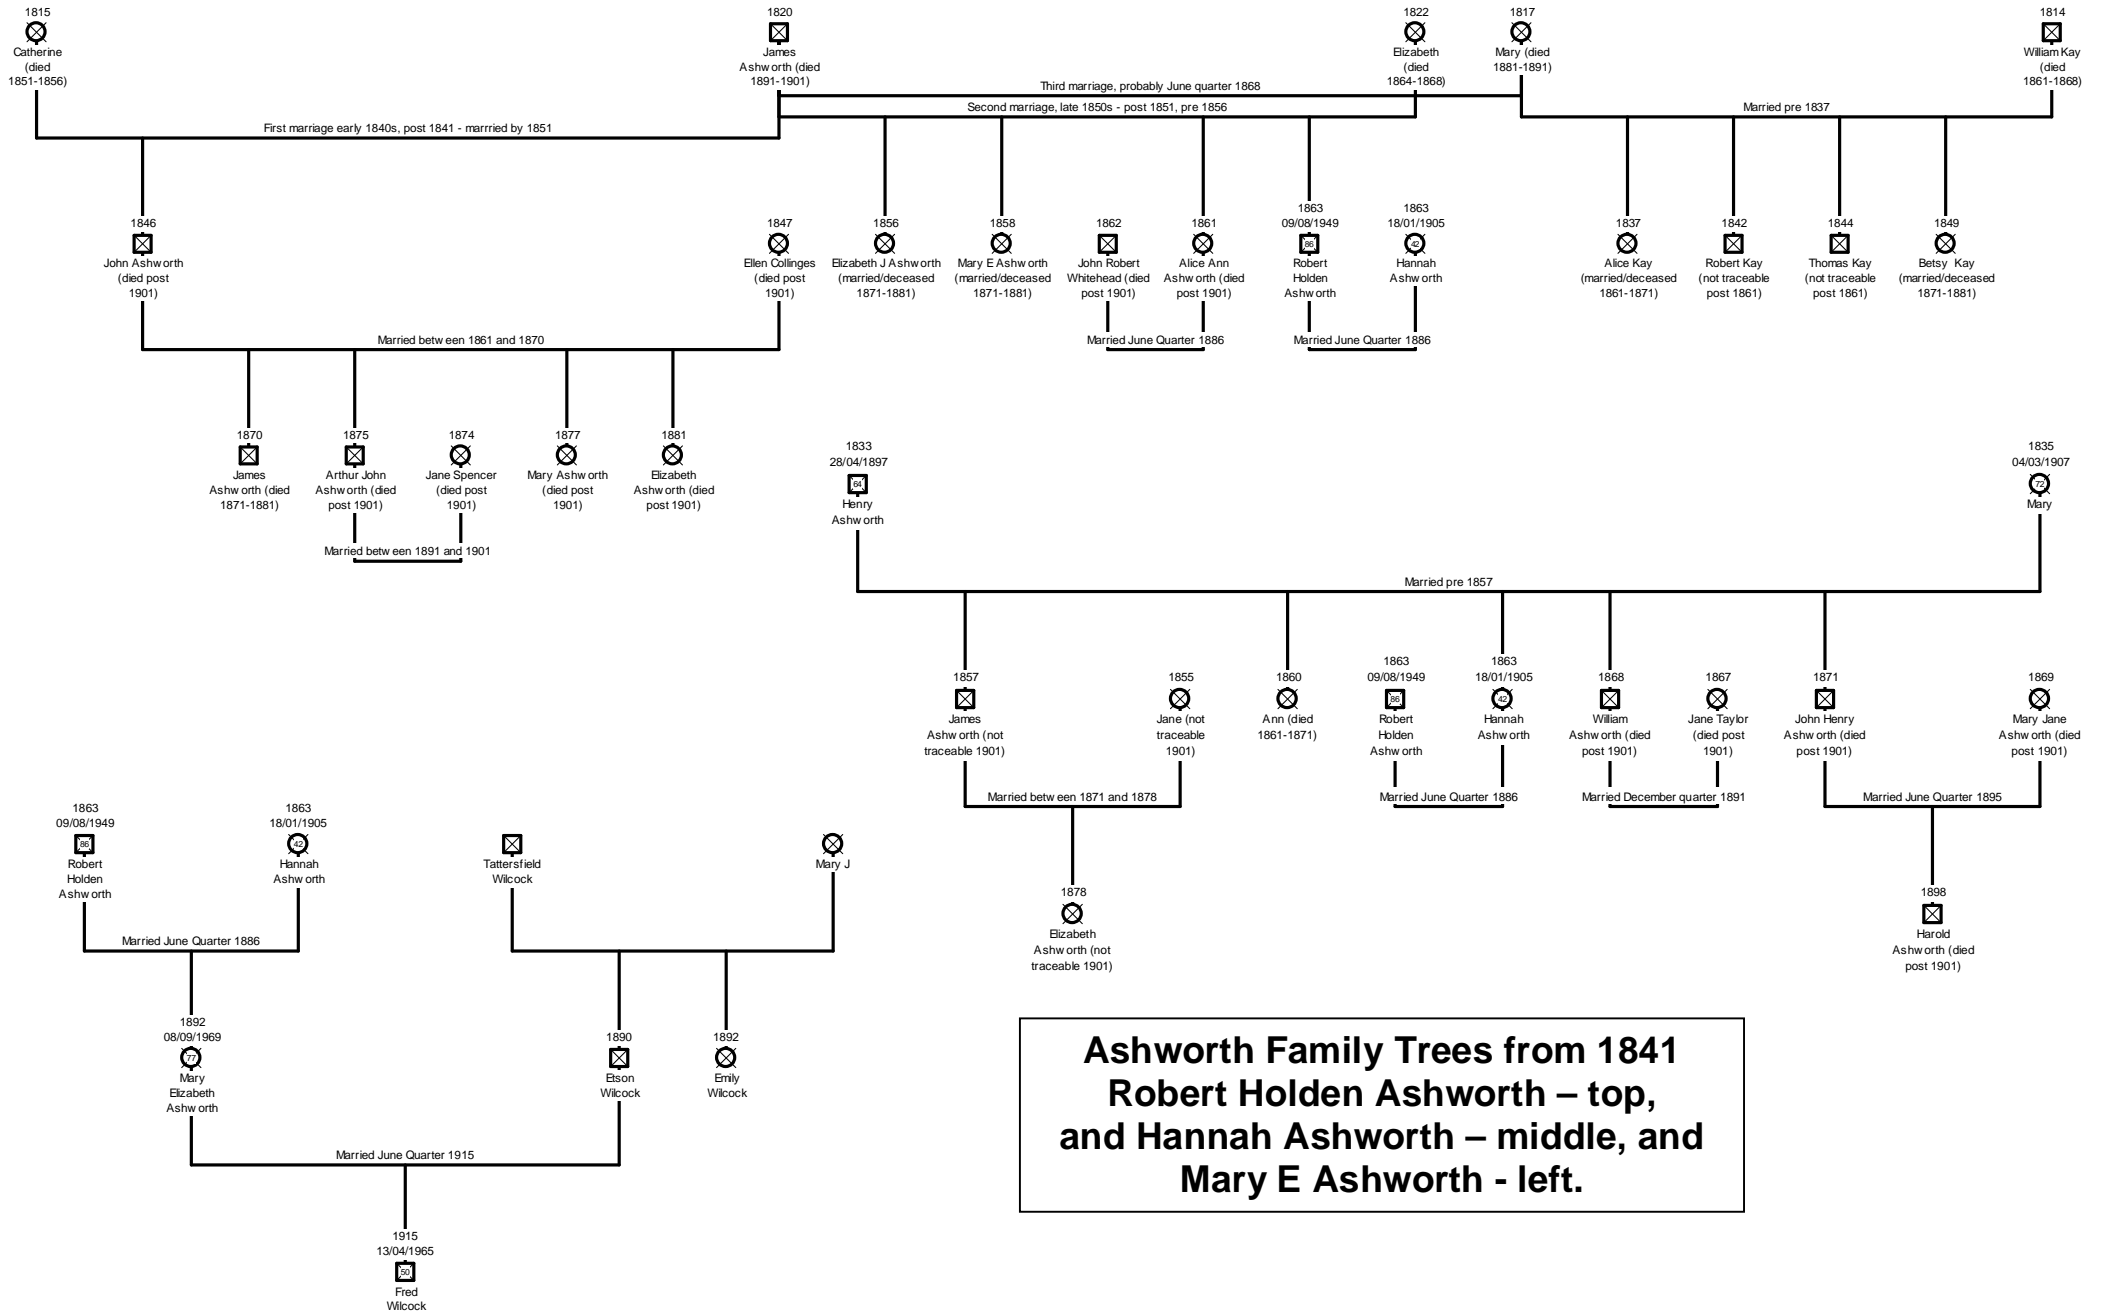 1815
Catherine
(died
1851-1856)
1820
James
Ashworth (died
1891-1901)
1822
Elizabeth
(died
1864-1868)
1817
Mary (died
1881-1891)
1814
William Kay
(died
1861-1868)
Third marriage, probably June quarter 1868
Second marriage, late 1850s - post 1851, pre 1856
Married pre 1837
First marriage early 1840s, post 1841 - marrried by 1851
1846
John Ashworth
(died post
1901)
1847
Ellen Collinges
(died post
1901)
1856
Elizabeth J Ashworth
(married/deceased
1871-1881)
1858
Mary E Ashworth
(married/deceased
1871-1881)
1862
John Robert
Whitehead (died
post 1901)
1861
Alice Ann
Ashworth (died
post 1901)
1863
09/08/1949
86
Robert
Holden
Ashworth
1863
18/01/1905
42
Hannah
Ashworth
1837
Alice Kay
(married/deceased
1861-1871)
1842
Robert Kay
(not traceable
post 1861)
1844
Thomas Kay
(not traceable
post 1861)
1849
Betsy Kay
(married/deceased
1871-1881)
Married between 1861 and 1870
Married June Quarter 1886
Married June Quarter 1886
1870
James
Ashworth (died
1871-1881)
1875
Arthur John
Ashworth (died
post 1901)
1874
Jane Spencer
(died post
1901)
1877
Mary Ashworth
(died post
1901)
1881
Elizabeth
Ashworth (died
post 1901)
Married between 1891 and 1901
1833
28/04/1897
64
Henry
Ashworth
1835
04/03/1907
72
Mary
Married pre 1857
1857
James
Ashworth (not
traceable 1901)
1855
Jane (not
traceable
1901)
1860
Ann (died
1861-1871)
1863
09/08/1949
86
Robert
Holden
Ashworth
1863
18/01/1905
42
Hannah
Ashworth
1868
William
Ashworth (died
post 1901)
1867
Jane Taylor
(died post
1901)
1871
John Henry
Ashworth (died
post 1901)
1869
Mary Jane
Ashworth (died
post 1901)
Married between 1871 and 1878
Married June Quarter 1886
Married December quarter 1891
Married June Quarter 1895
1878
Elizabeth
Ashworth (not
traceable 1901)
1898
Harold
Ashworth (died
post 1901)
1863
09/08/1949
86
Robert
Holden
Ashworth
1863
18/01/1905
42
Hannah
Ashworth
Tattersfield
Wilcock
Mary J
Married June Quarter 1886
1892
08/09/1969
77
Mary
Elizabeth
Ashworth
1890
Etson
Wilcock
1892
Emily
Wilcock
Married June Quarter 1915
1915
13/04/1965
50
Fred
Wilcock
Ashworth Family Trees from 1841
Robert Holden Ashworth – top,
and Hannah Ashworth – middle, and
Mary E Ashworth - left.